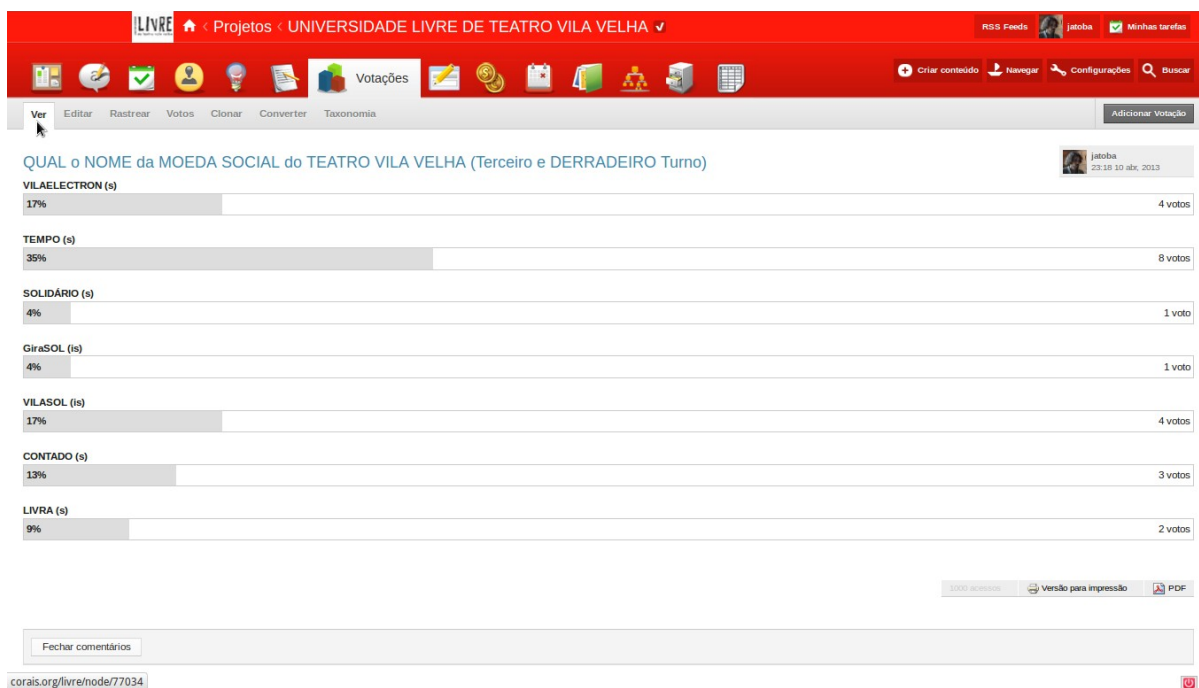 LIVRE
Projetos < UNIVERSIDADE LIVRE DE TEATRO VILA VELHA
RSS Feeds jatoba Minhas tarefas
Votações
Criar conteúdo Navegar Configurações Buscar
Ver Editar Rastrear Votos Clonar Converter Taxonomia
Adicionar Votação
QUAL o NOME da MOEDA SOCIAL do TEATRO VILA VELHA (Terceiro e DERRADEIRO Turno)
jatoba
23:18 10 abr, 2013
VILAELECTRON (s)
17% 4 votos
TEMPO (s)
35% 8 votos
SOLIDÁRIO (s)
4% 1 voto
GiraSOL (is)
4% 1 voto
VILASOL (is)
17% 4 votos
CONTADO (s)
13% 3 votos
LIVRA (s)
9% 2 votos
1000 acessos Versão para impressão PDF
Fechar comentários
corais.org/livre/node/77034